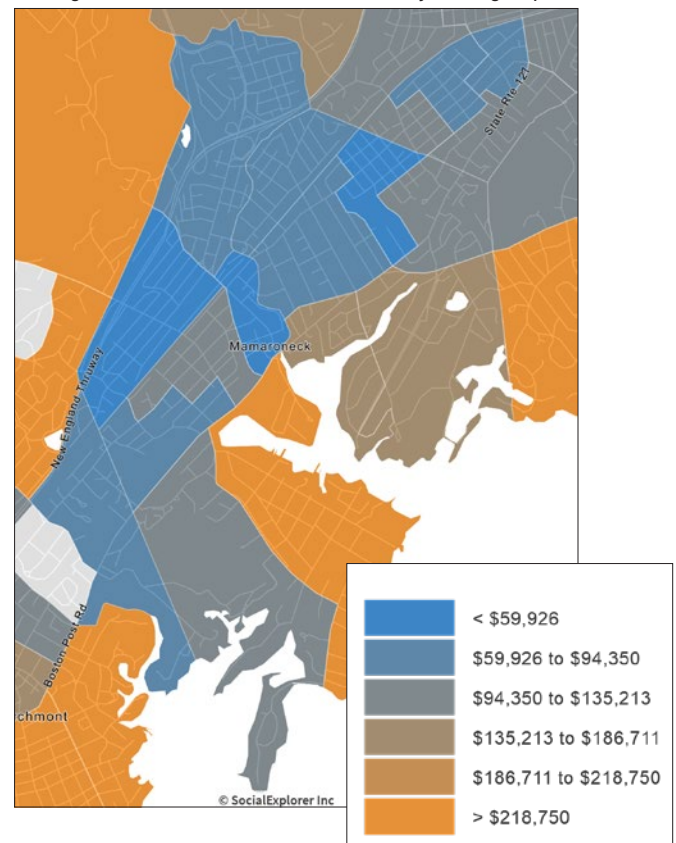 State Rte 121
Mamaroneck
New England Thruway
Boston Post Rd
chmont
© SocialExplorer Inc
< $59,926
$59,926 to $94,350
$94,350 to $135,213
$135,213 to $186,711
$186,711 to $218,750
> $218,750